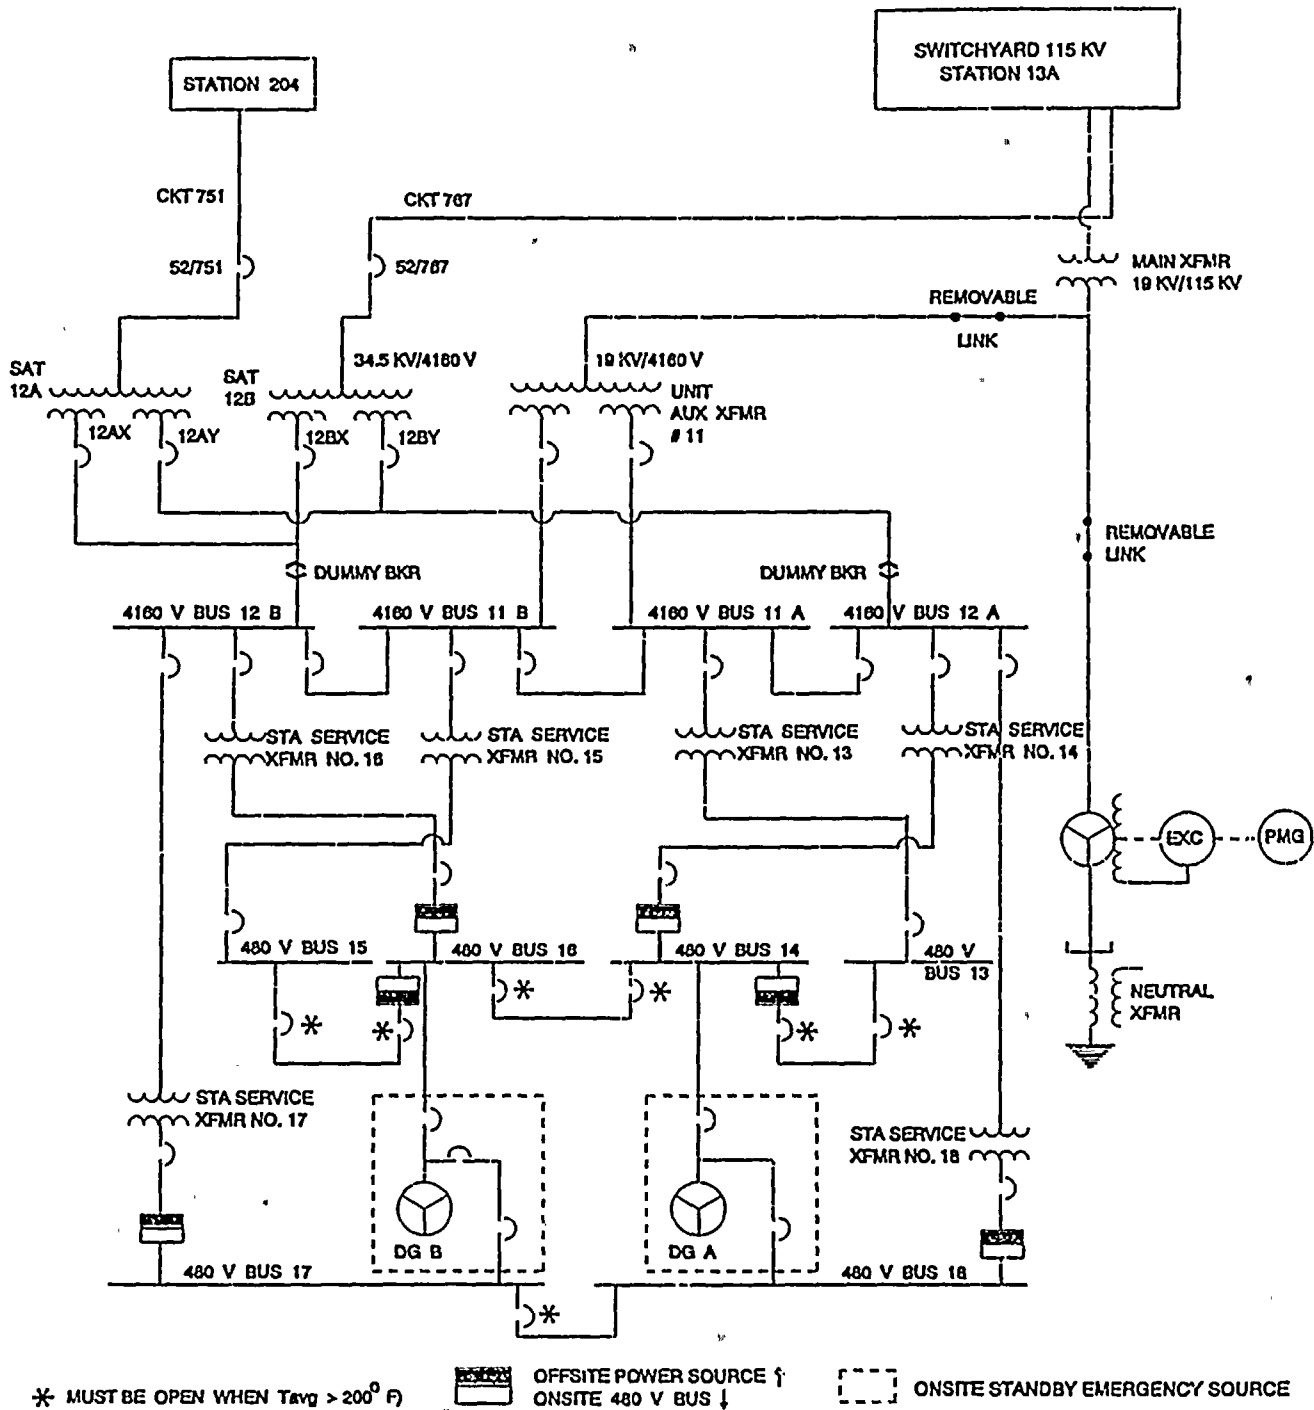 SWITCHYARD 115 KV
STATION 13A
STATION 204
CKT 751
CKT 767
52/751
52/767
MAIN XFMR
19 KV/115 KV
REMOVABLE
LINK
SAT
12A
SAT
12B
34.5 KV/4160 V
19 KV/4160 V
UNIT
AUX XFMR
# 11
12AX
12AY
12BX
12BY
REMOVABLE
LINK
DUMMY BKR
DUMMY BKR
4160 V BUS 12 B
4160 V BUS 11 B
4160 V BUS 11 A
4160 V BUS 12 A
STA SERVICE
XFMR NO. 16
STA SERVICE
XFMR NO. 15
STA SERVICE
XFMR NO. 13
STA SERVICE
XFMR NO. 14
EXC
PMG
480 V BUS 15
480 V BUS 16
480 V BUS 14
480 V
BUS 13
NEUTRAL
XFMR
STA SERVICE
XFMR NO. 17
STA SERVICE
XFMR NO. 18
DG B
DG A
480 V BUS 17
480 V BUS 18
* MUST BE OPEN WHEN Tavg > 200° F)
OFFSITE POWER SOURCE ↑
ONSITE 480 V BUS ↓
ONSITE STANDBY EMERGENCY SOURCE